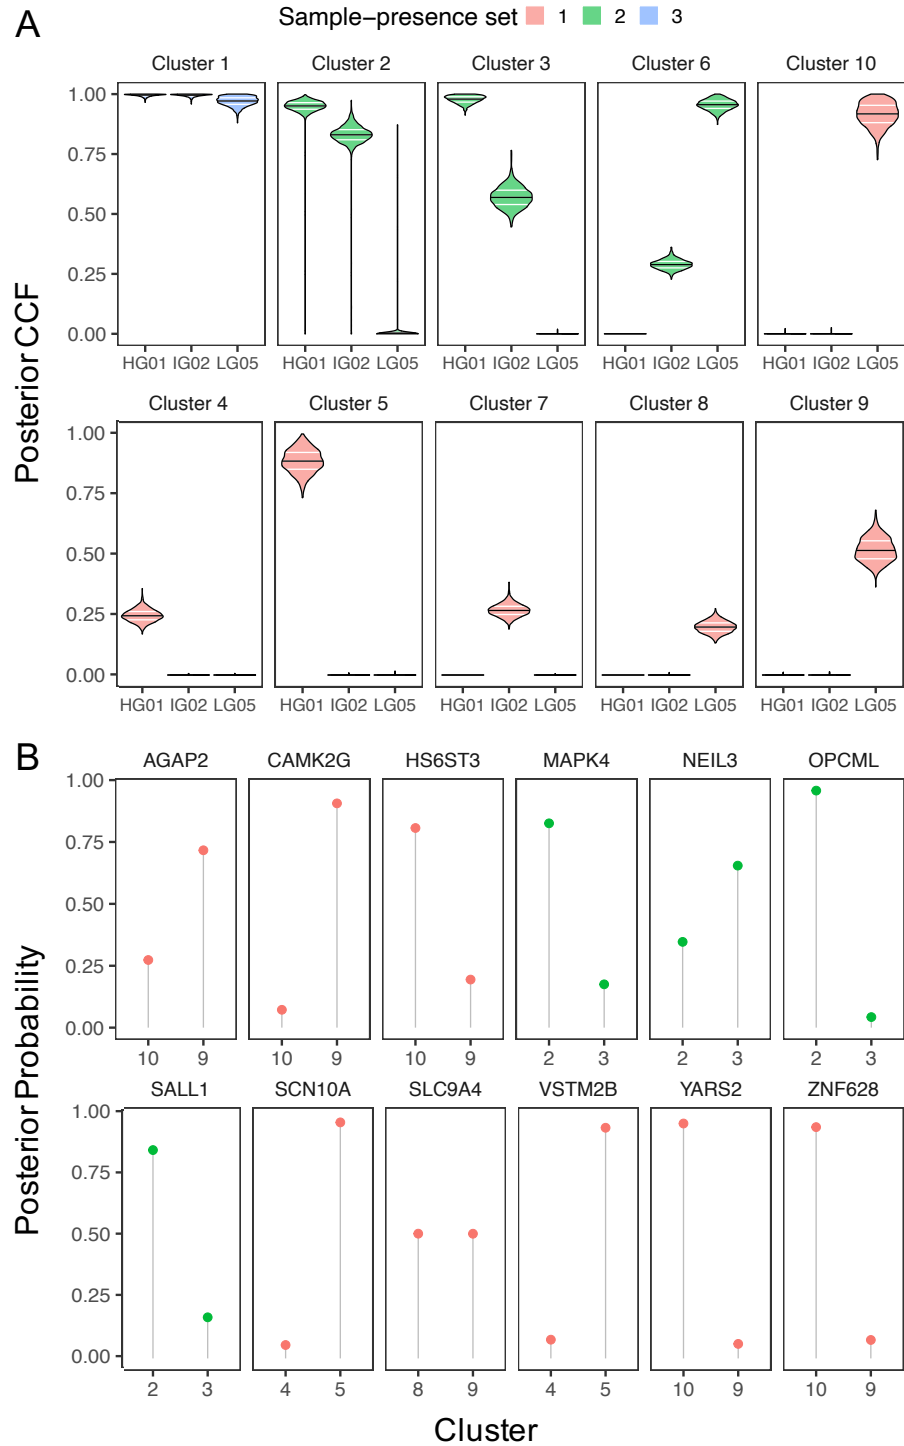 A
Sample−presence set 1 2 3
Cluster 1 Cluster 2 Cluster 3 Cluster 6 Cluster 10
1.00
0.75
0.50
0.25
0.00
HG01 IG02 LG05 HG01 IG02 LG05 HG01 IG02 LG05 HG01 IG02 LG05 HG01 IG02 LG05
Posterior CCF
Cluster 4 Cluster 5 Cluster 7 Cluster 8 Cluster 9
1.00
0.75
0.50
0.25
0.00
HG01 IG02 LG05 HG01 IG02 LG05 HG01 IG02 LG05 HG01 IG02 LG05 HG01 IG02 LG05
B
AGAP2 CAMK2G HS6ST3 MAPK4 NEIL3 OPCML
1.00
0.75
0.50
0.25
0.00
10 9 10 9 10 9 2 3 2 3 2 3
Posterior Probability
SALL1 SCN10A SLC9A4 VSTM2B YARS2 ZNF628
1.00
0.75
0.50
0.25
0.00
2 3 4 5 8 9 4 5 10 9 10 9
Cluster